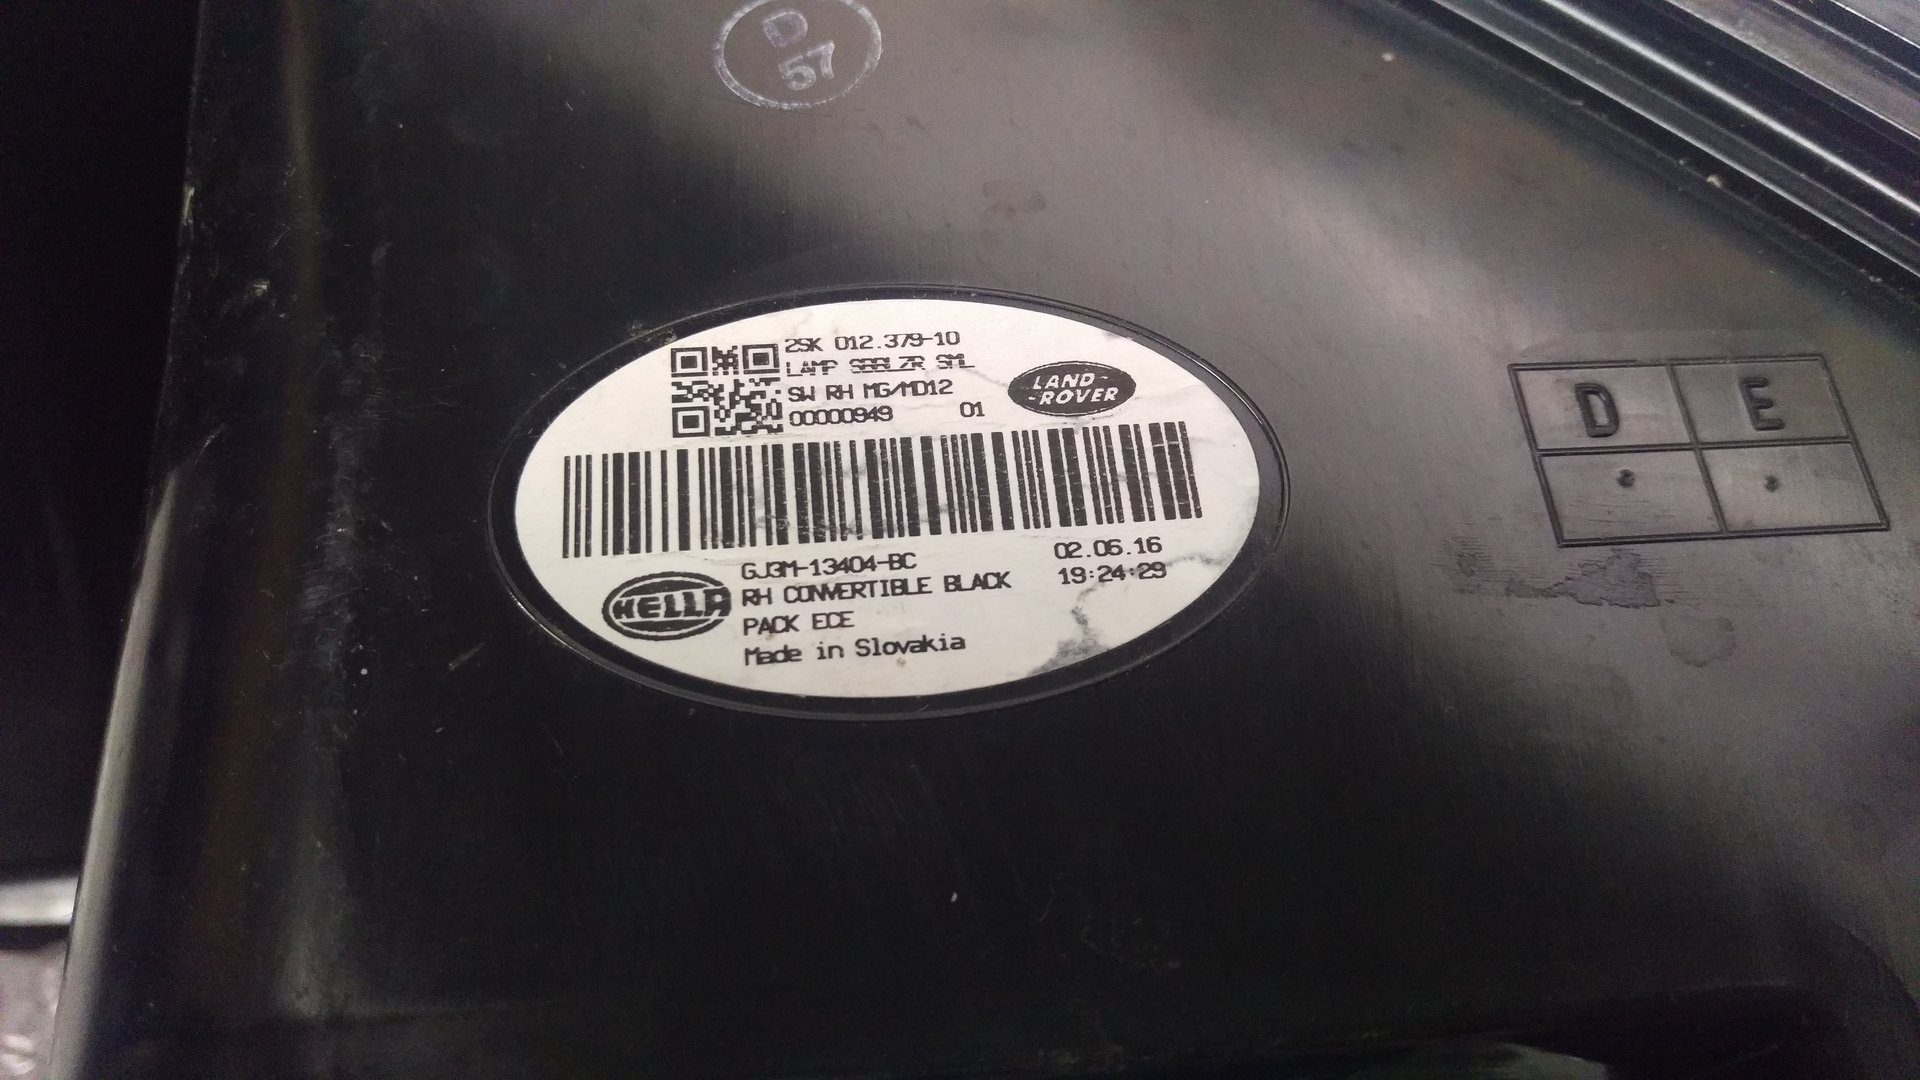 D
57
2SK 012.379-10
LAMP SBBLZR SML
SW RH MG/MD12
00000949 01
LAND-
-ROVER
GJ3M-13404-BC
02.06.16
RH CONVERTIBLE BLACK
19:24:29
PACK ECE
Made in Slovakia
HELLA
D E